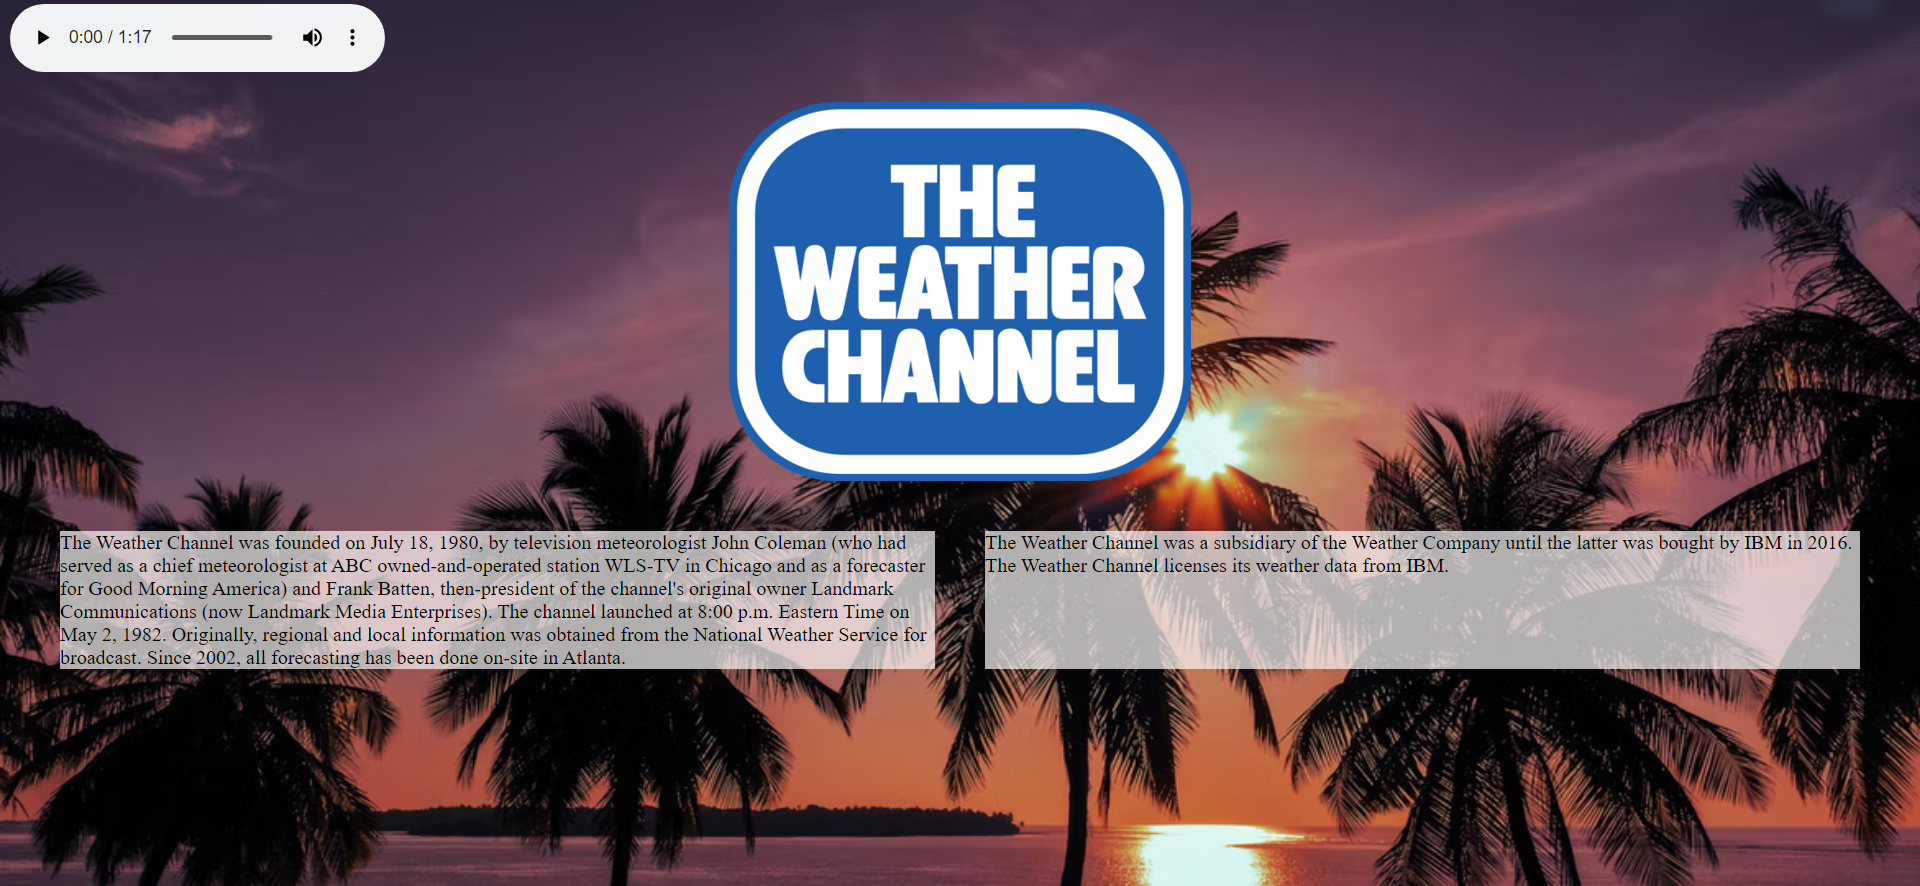 0:00 / 1:17
THE
WEATHER
CHANNEL
The Weather Channel was founded on July 18, 1980, by television meteorologist John Coleman (who had
served as a chief meteorologist at ABC owned-and-operated station WLS-TV in Chicago and as a forecaster
for Good Morning America) and Frank Batten, then-president of the channel's original owner Landmark
Communications (now Landmark Media Enterprises). The channel launched at 8:00 p.m. Eastern Time on
May 2, 1982. Originally, regional and local information was obtained from the National Weather Service for
broadcast. Since 2002, all forecasting has been done on-site in Atlanta.
The Weather Channel was a subsidiary of the Weather Company until the latter was bought by IBM in 2016.
The Weather Channel licenses its weather data from IBM.